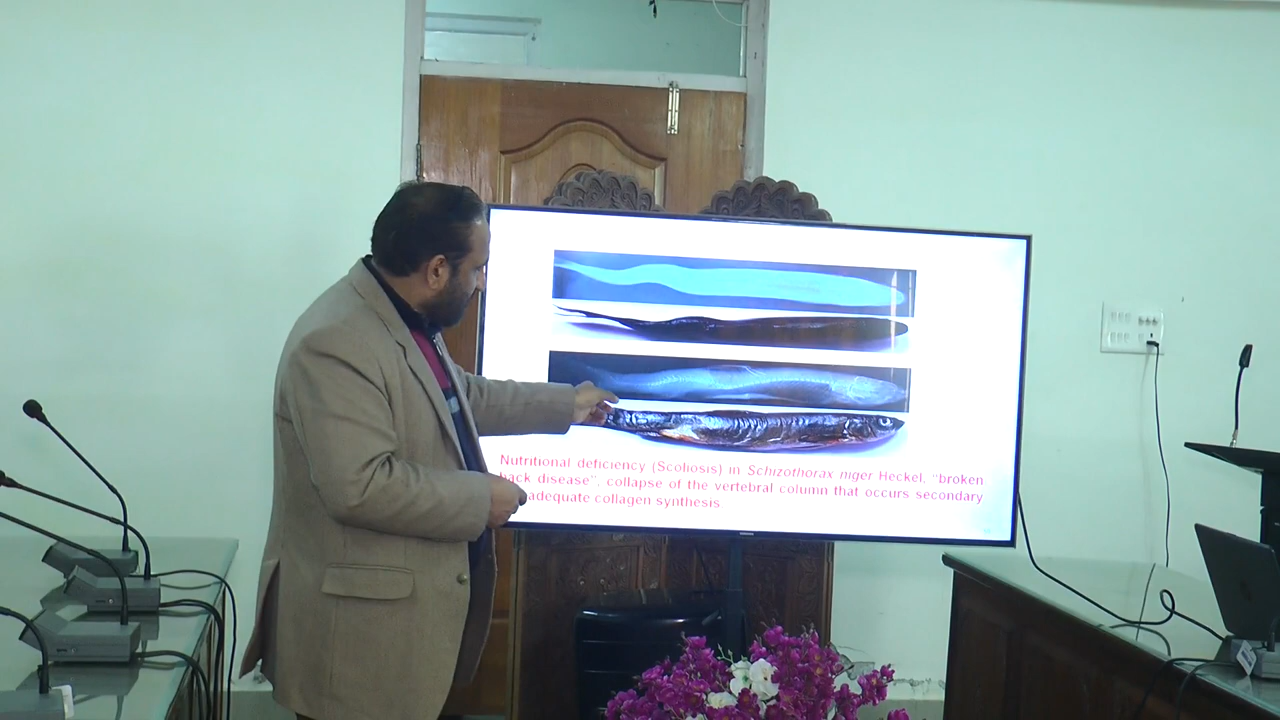 Nutritional deficiency (Scoliosis) in Schizothorax niger Heckel. “broken
back disease”, collapse of the vertebral column that occurs secondary
adequate collagen synthesis